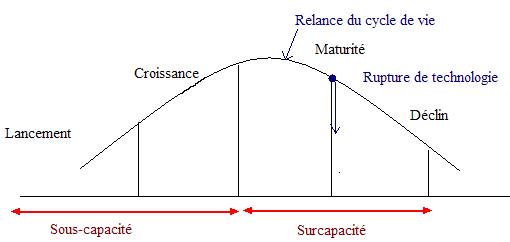 Relance du cycle de vie
Maturité
Croissance
Rupture de technologie
Déclin
Lancement
Sous-capacité
Surcapacité